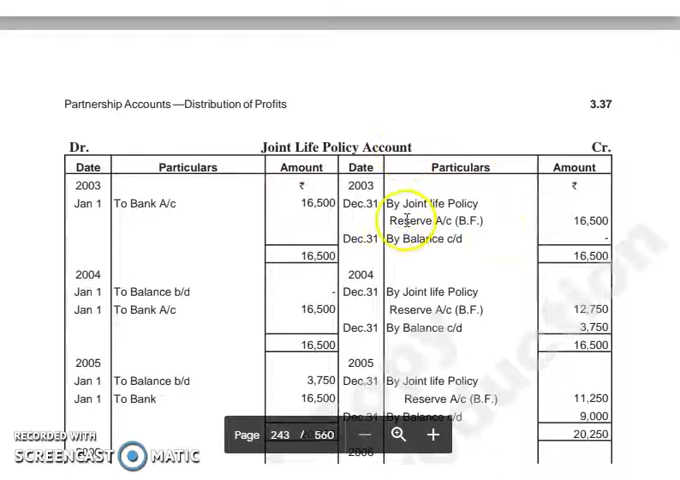 Partnership Accounts—Distribution of Profits 3.37
Dr. Joint Life Policy Account Cr.
Date Particulars Amount Date Particulars Amount
2003 ₹ 2003 ₹
Jan 1 To Bank A/c 16,500 Dec.31 By Joint life Policy
Reserve A/c (B.F.) 16,500
Dec.31 By Balance c/d -
16,500 16,500
2004 2004
Jan 1 To Balance b/d - Dec.31 By Joint life Policy
Jan 1 To Bank A/c 16,500 Reserve A/c (B.F.) 12,750
Dec.31 By Balance c/d 3,750
16,500 16,500
2005 2005
Jan 1 To Balance b/d 3,750 Dec.31 By Joint life Policy
Jan 1 To Bank 16,500 Reserve A/c (B.F.) 11,250
Dec.31 By Balance c/d 9,000
20,250
2006
Page 243 / 560
RECORDED WITH
SCREENCAST MATIC